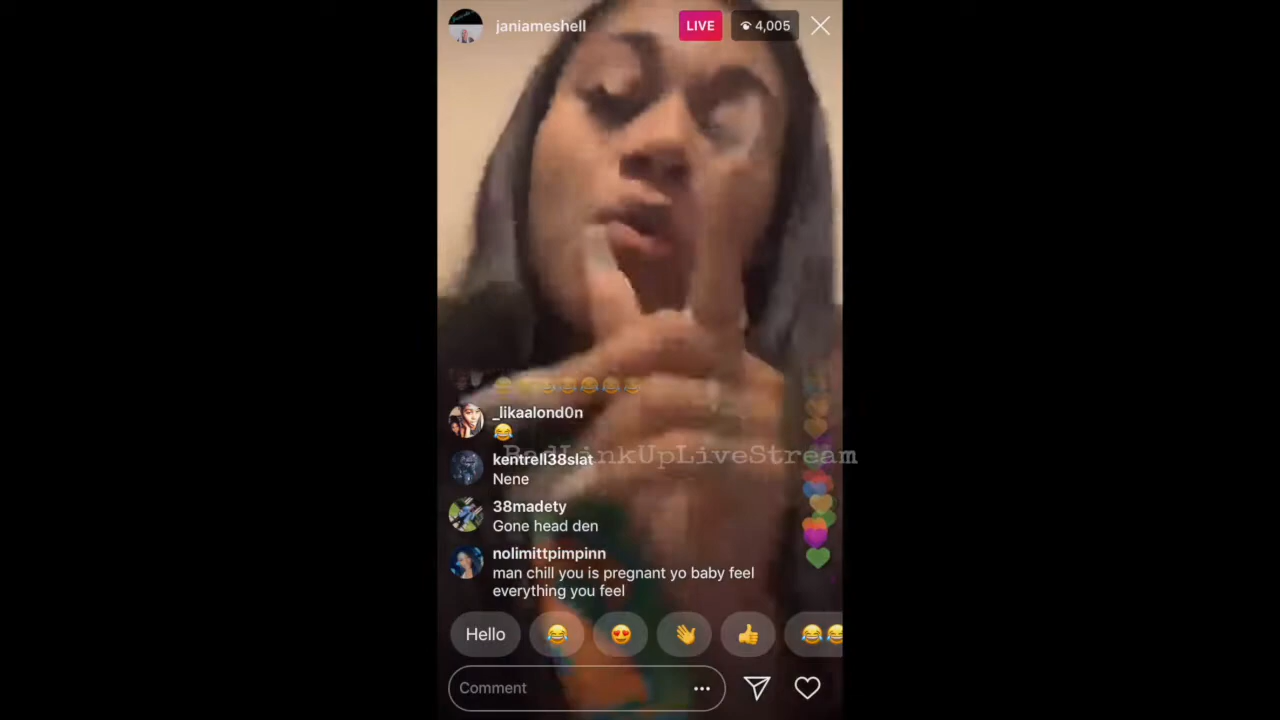 janiameshell
LIVE
4,005
😂😂😂😂😂😂😂
_likaalond0n
😂
BadLinkUpLiveStream
kentrell38slat
Nene
38madety
Gone head den
nolimittpimpinn
man chill you is pregnant yo baby feel
everything you feel
Hello
Comment